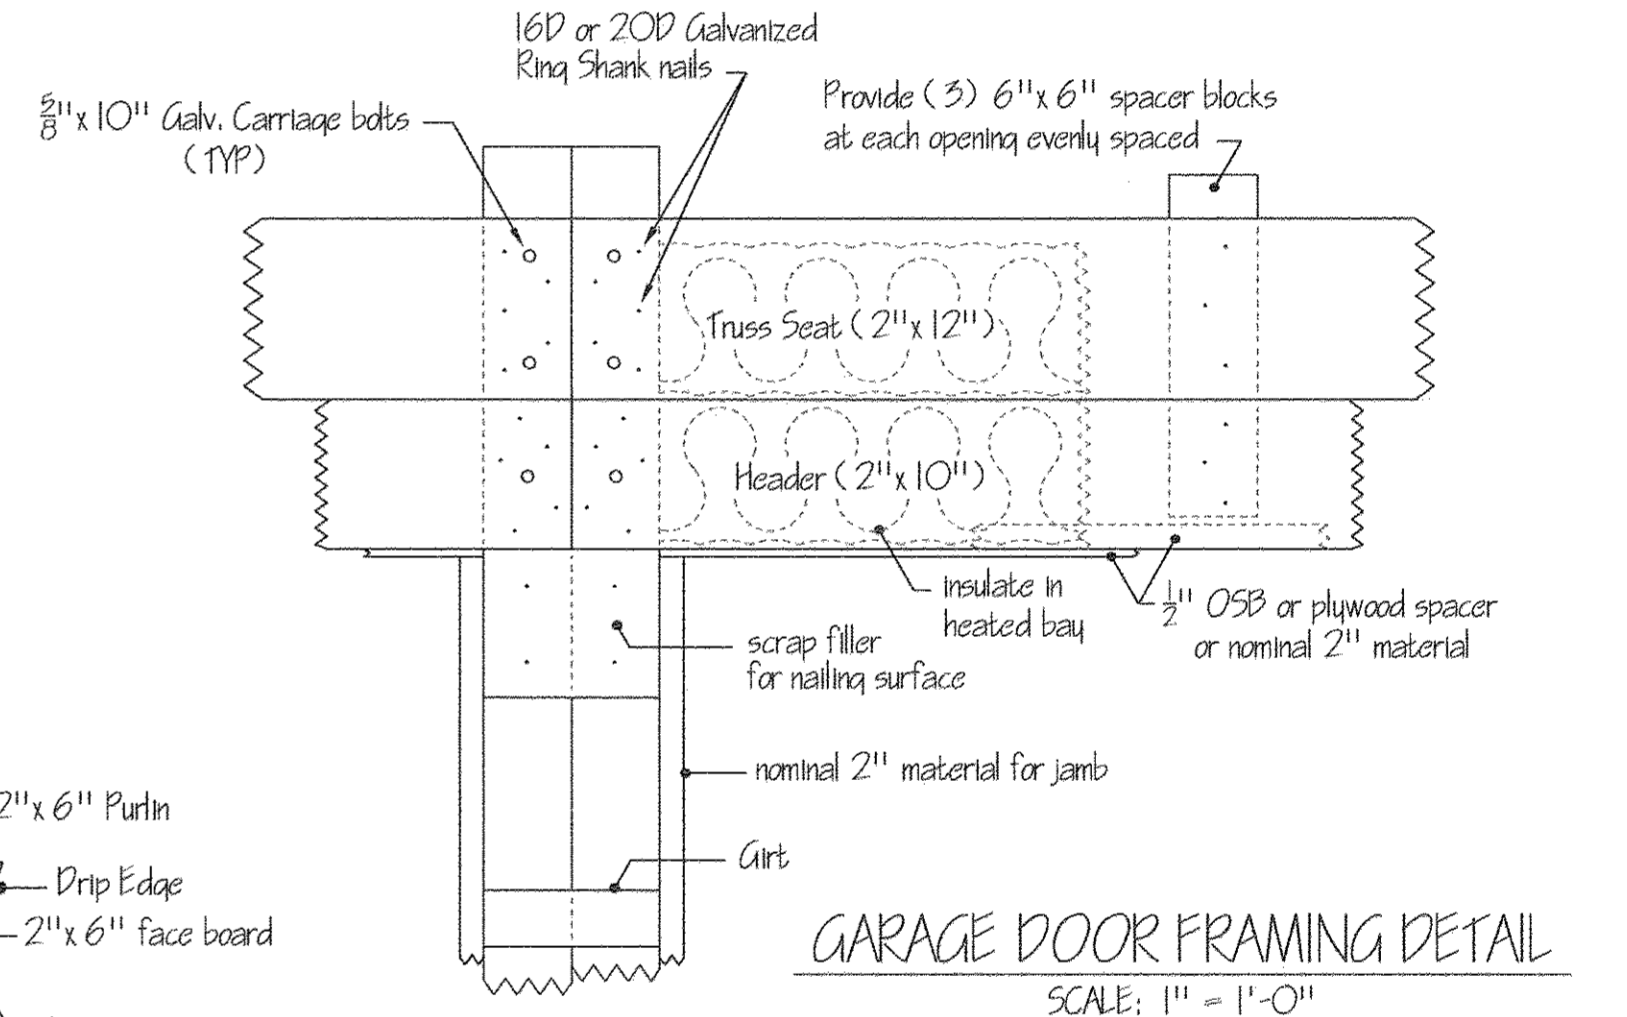 16D or 20D Galvanized
Ring Shank nails
5/8"x 10" Galv. Carriage bolts
(TYP)
Provide (3) 6"x 6" spacer blocks
at each opening evenly spaced
Truss Seat (2"x 12")
Header (2"x 10")
insulate in
heated bay
1/2" OSB or plywood spacer
or nominal 2" material
scrap filler
for nailing surface
nominal 2" material for jamb
Girt
2"x 6" Purlin
Drip Edge
2"x 6" face board
GARAGE DOOR FRAMING DETAIL
SCALE: 1" = 1'-0"